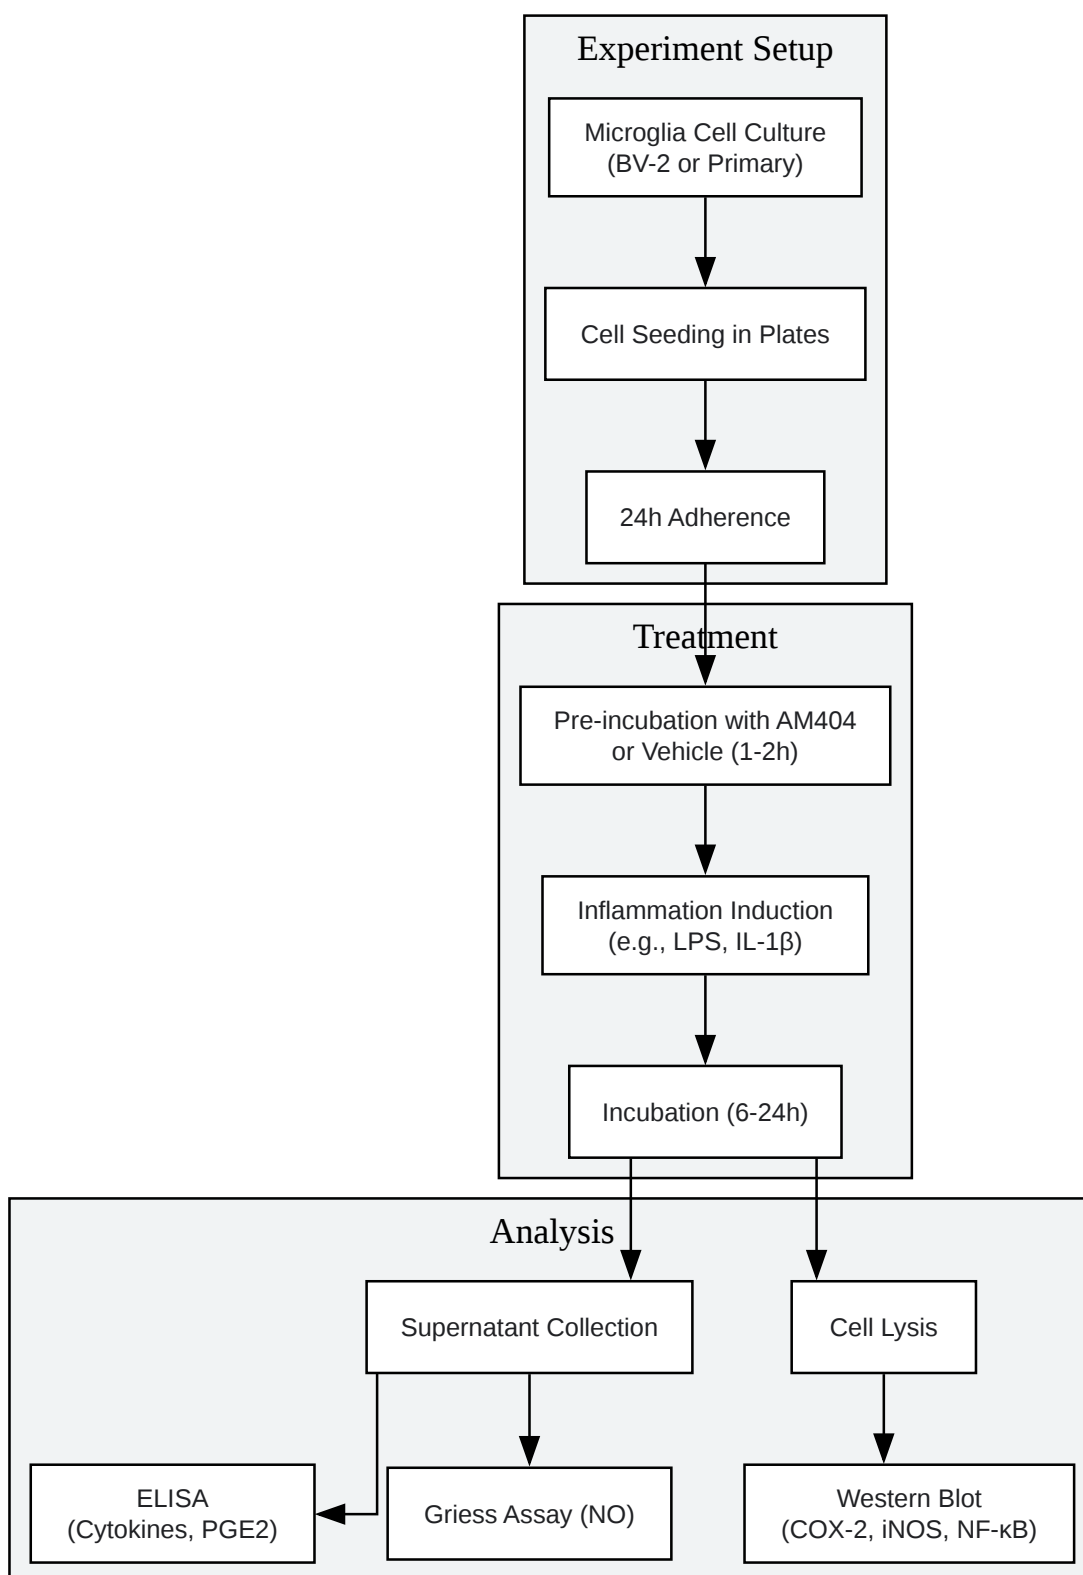 Experiment Setup
Microglia Cell Culture
(BV-2 or Primary)
Cell Seeding in Plates
24h Adherence
Treatment
Pre-incubation with AM404
or Vehicle (1-2h)
Inflammation Induction
(e.g., LPS, IL-1β)
Incubation (6-24h)
Analysis
Supernatant Collection
Cell Lysis
ELISA
(Cytokines, PGE2)
Griess Assay (NO)
Western Blot
(COX-2, iNOS, NF-κB)